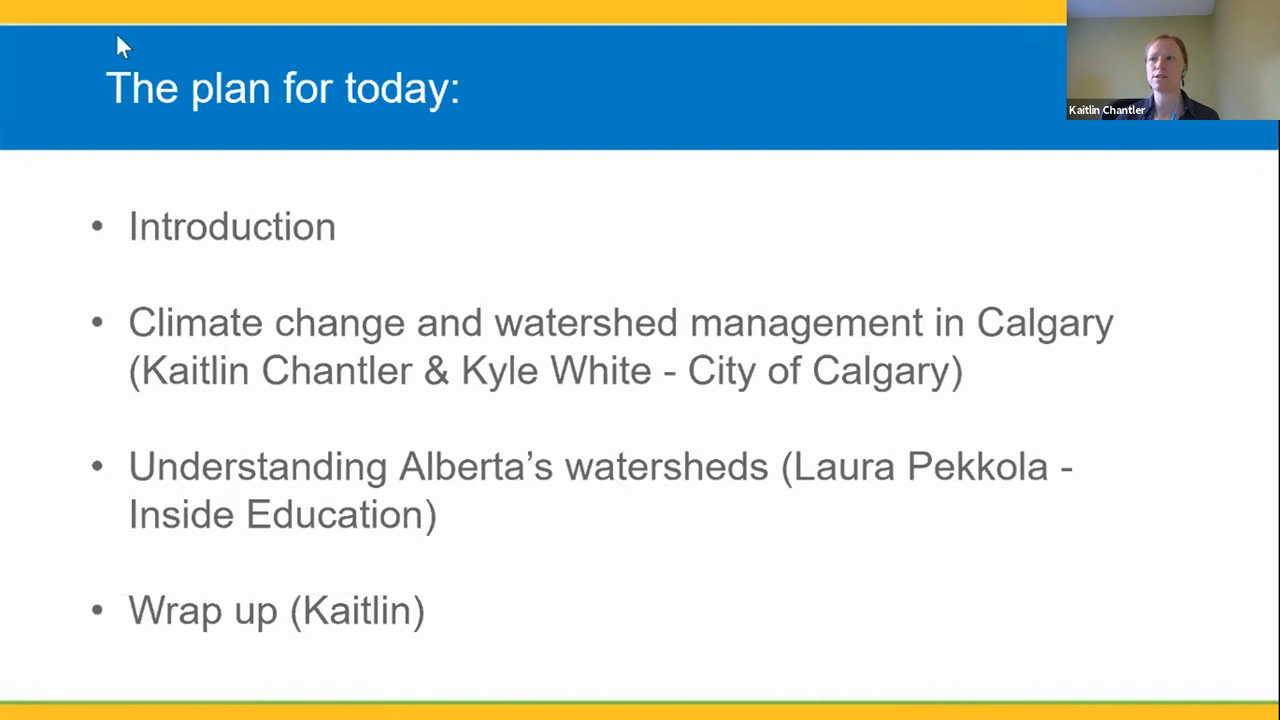 The plan for today:
Kaitlin Chantler
• Introduction
• Climate change and watershed management in Calgary
(Kaitlin Chantler & Kyle White - City of Calgary)
• Understanding Alberta’s watersheds (Laura Pekkola -
Inside Education)
• Wrap up (Kaitlin)